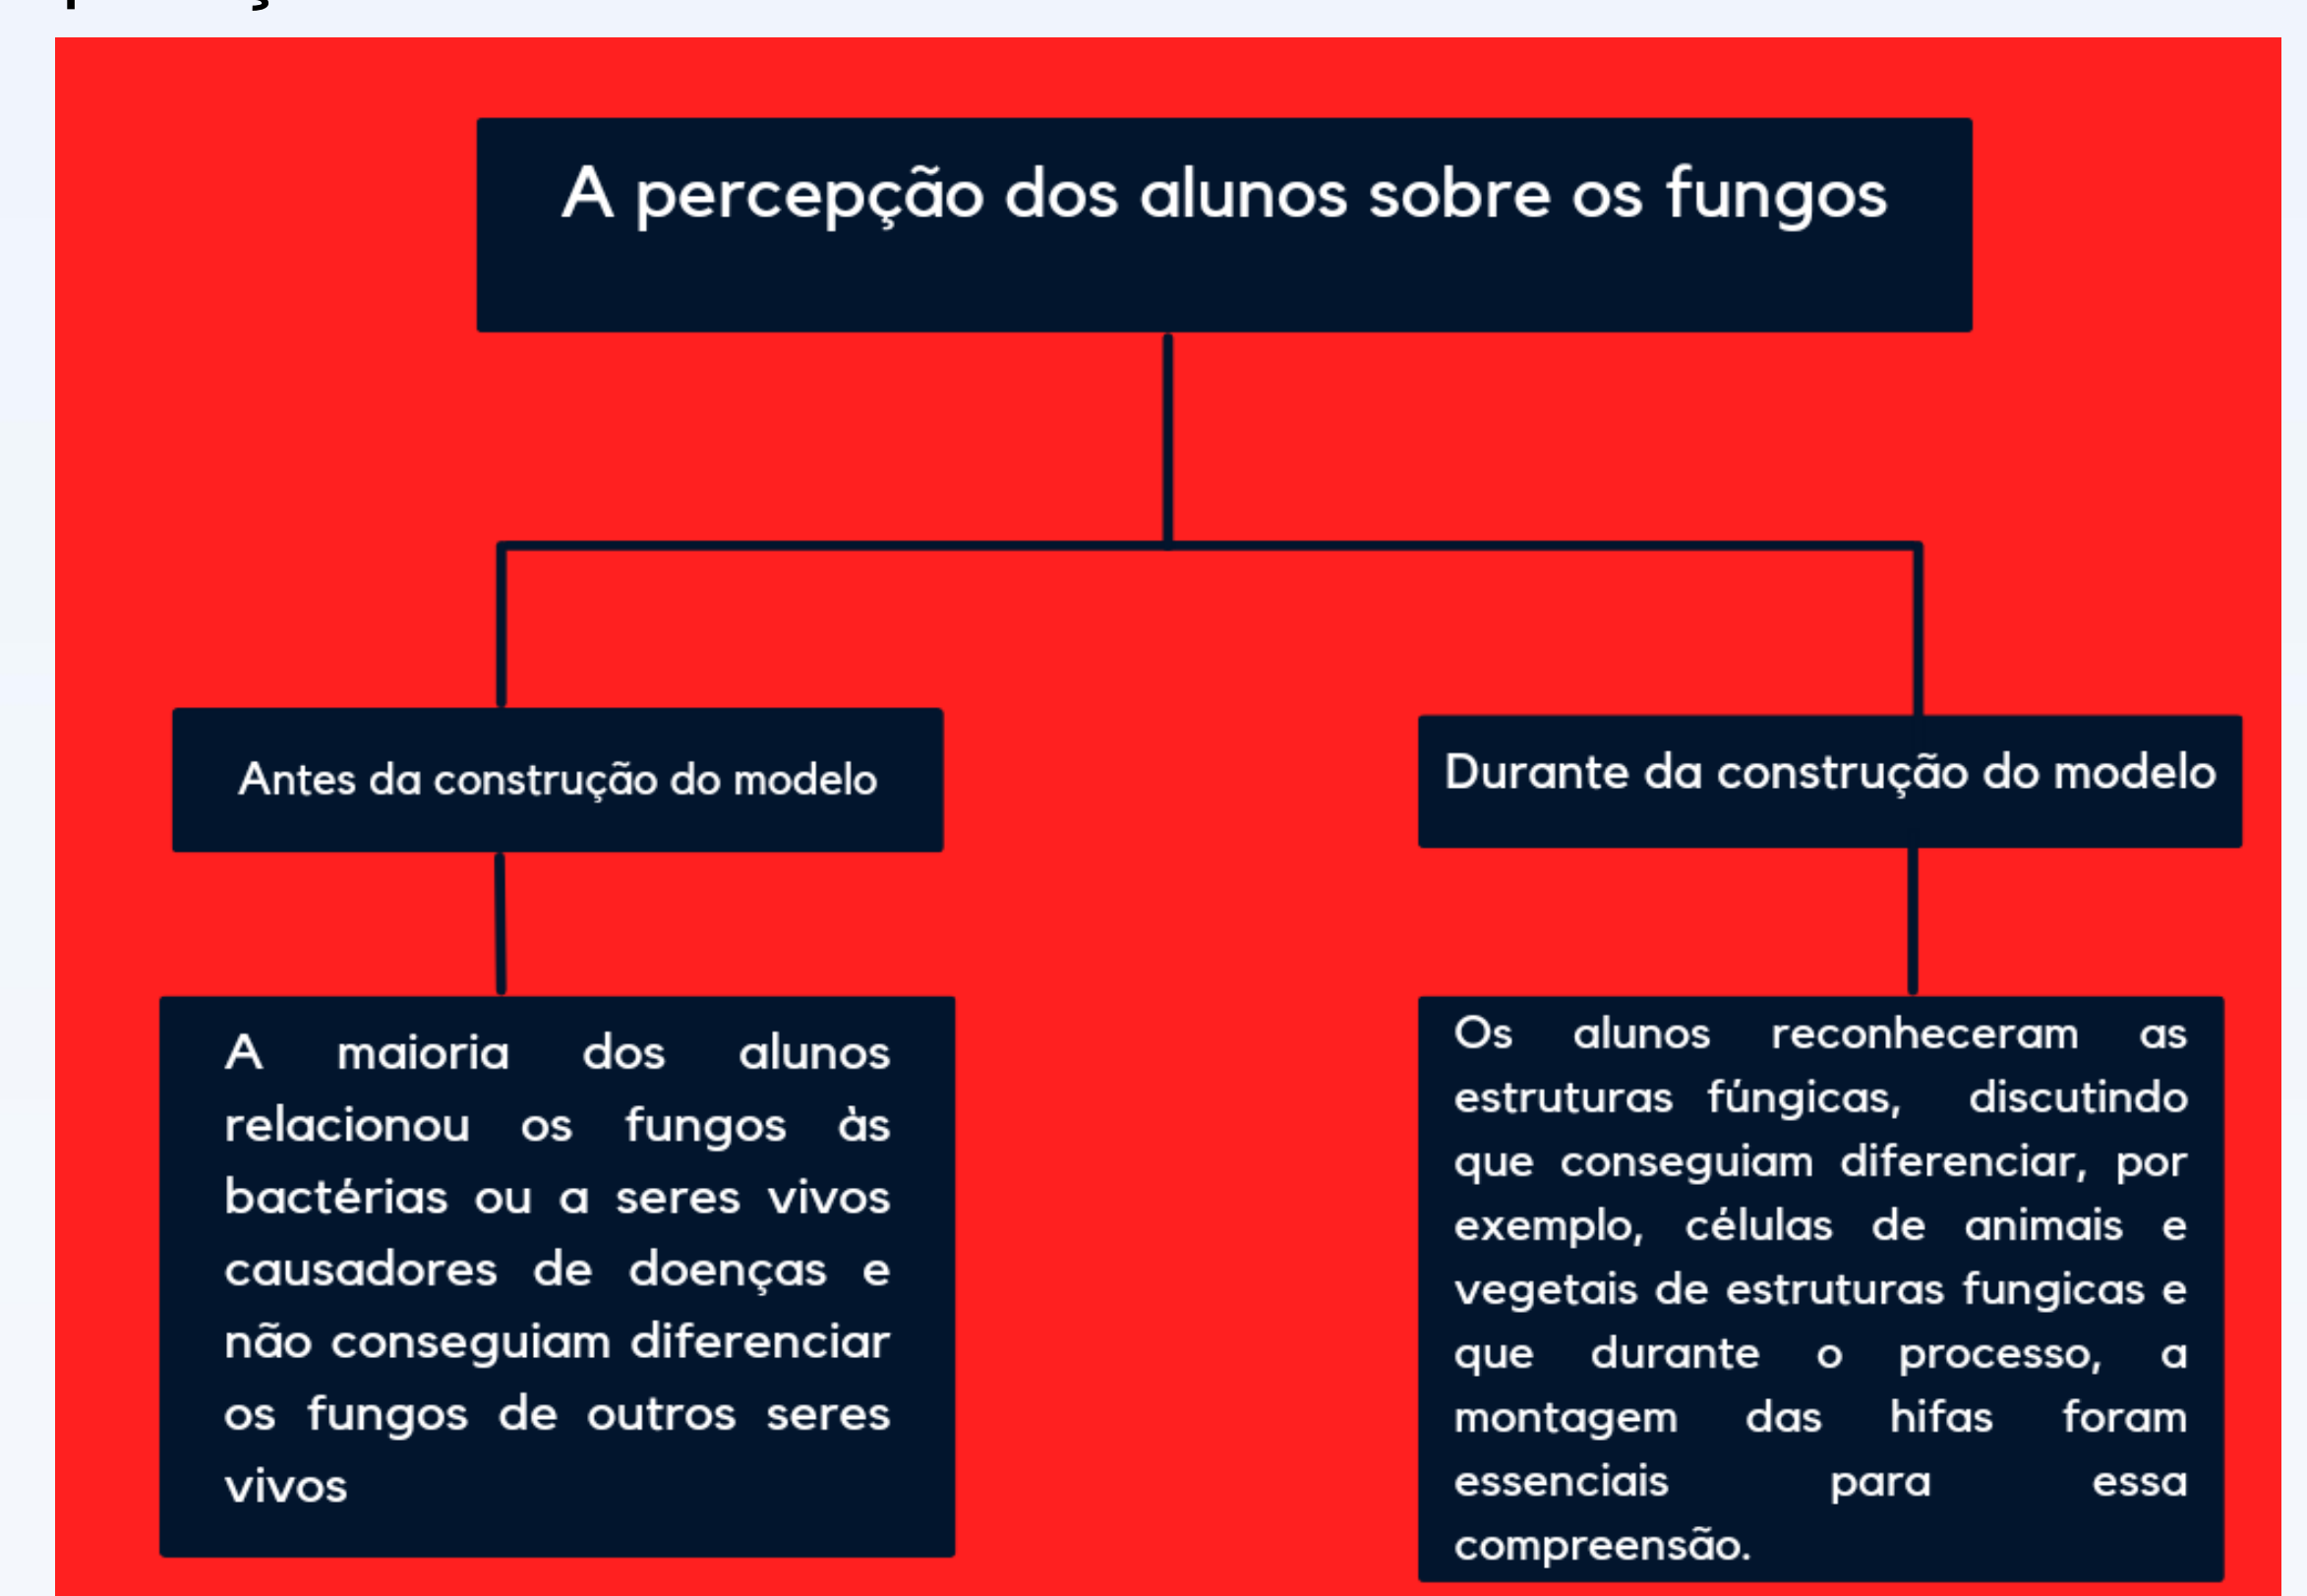 A percepção dos alunos sobre os fungos
Antes da construção do modelo
Durante da construção do modelo
A maioria dos alunos
relacionou os fungos às
bactérias ou a seres vivos
causadores de doenças e
não conseguiam diferenciar
os fungos de outros seres
vivos
Os alunos reconheceram as
estruturas fúngicas, discutindo
que conseguiam diferenciar, por
exemplo, células de animais e
vegetais de estruturas fungicas e
que durante o processo, a
montagem das hifas foram
essenciais para essa
compreensão.